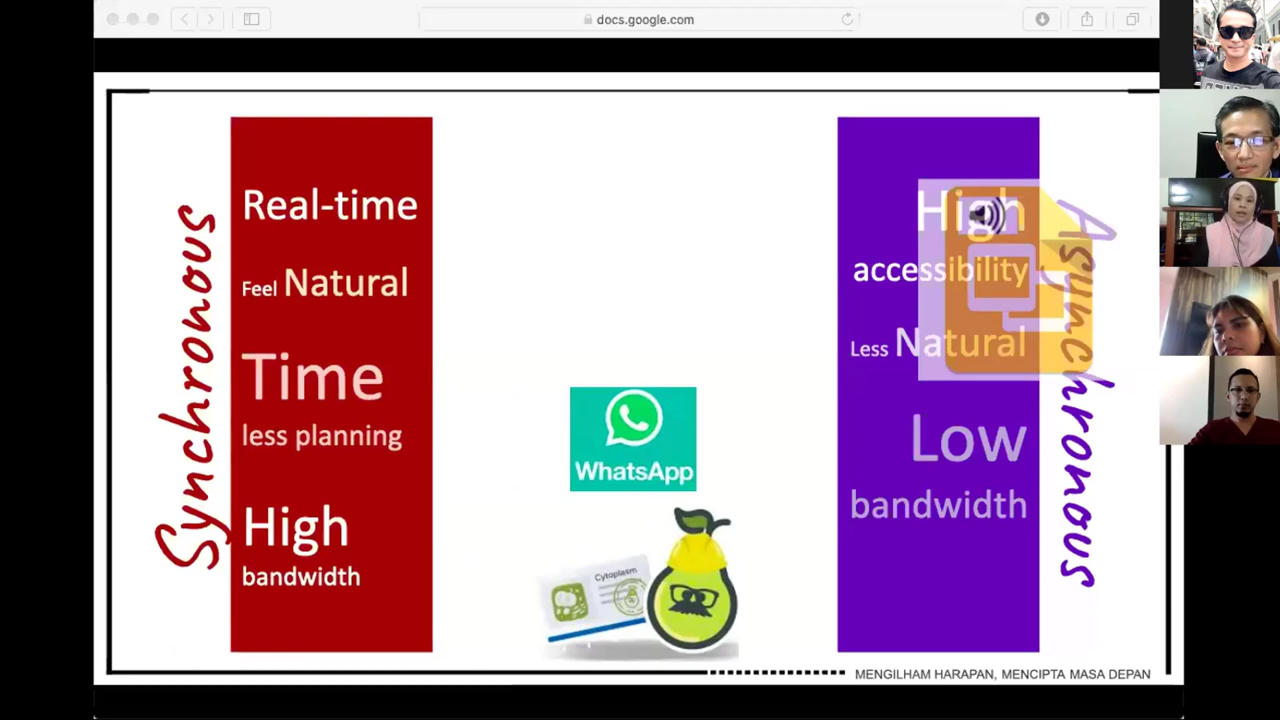 docs.google.com
Synchronous
Real-time
Feel Natural
Time
less planning
High
bandwidth
WhatsApp
Cytoplasm
High
accessibility
Less Natural
Low
bandwidth
Asynchronous
MENGILHAM HARAPAN, MENCIPTA MASA DEPAN